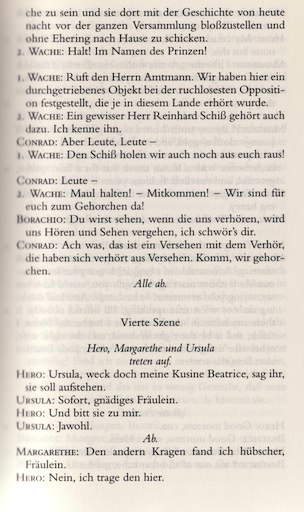 che zu sein und sie dort mit der Geschichte von heute
nacht vor der ganzen Versammlung bloßzustellen und
ohne Ehering nach Hause zu schicken.
2. WACHE: Halt! Im Namen des Prinzen!
1. WACHE: Ruft den Herrn Amtmann. Wir haben hier ein
durchgetriebenes Objekt bei der ruchlosesten Oppositi-
on festgestellt, die je in diesem Lande erhört wurde.
2. WACHE: Ein gewisser Herr Reinhard Schiß gehört auch
dazu. Ich kenne ihn.
CONRAD: Aber Leute, Leute –
1. WACHE: Den Schiß holen wir auch noch aus euch raus!
CONRAD: Leute –
2. WACHE: Maul halten! – Mitkommen! – Wir sind für
euch zum Gehorchen da!
BORACHIO: Du wirst sehen, wenn die uns verhören, wird
uns Hören und Sehen vergehen, ich schwör's dir.
CONRAD: Ach was, das ist ein Versehen mit dem Verhör,
die haben sich verhört aus Versehen. Komm, wir gehor-
chen.
Alle ab.
Vierte Szene
Hero, Margarethe und Ursula
treten auf.
HERO: Ursula, weck doch meine Kusine Beatrice, sag ihr,
sie soll aufstehen.
URSULA: Sofort, gnädiges Fräulein.
HERO: Und bitt sie zu mir.
URSULA: Jawohl.
Ab.
MARGARETHE: Den andern Kragen fand ich hübscher,
Fräulein.
HERO: Nein, ich trage den hier.